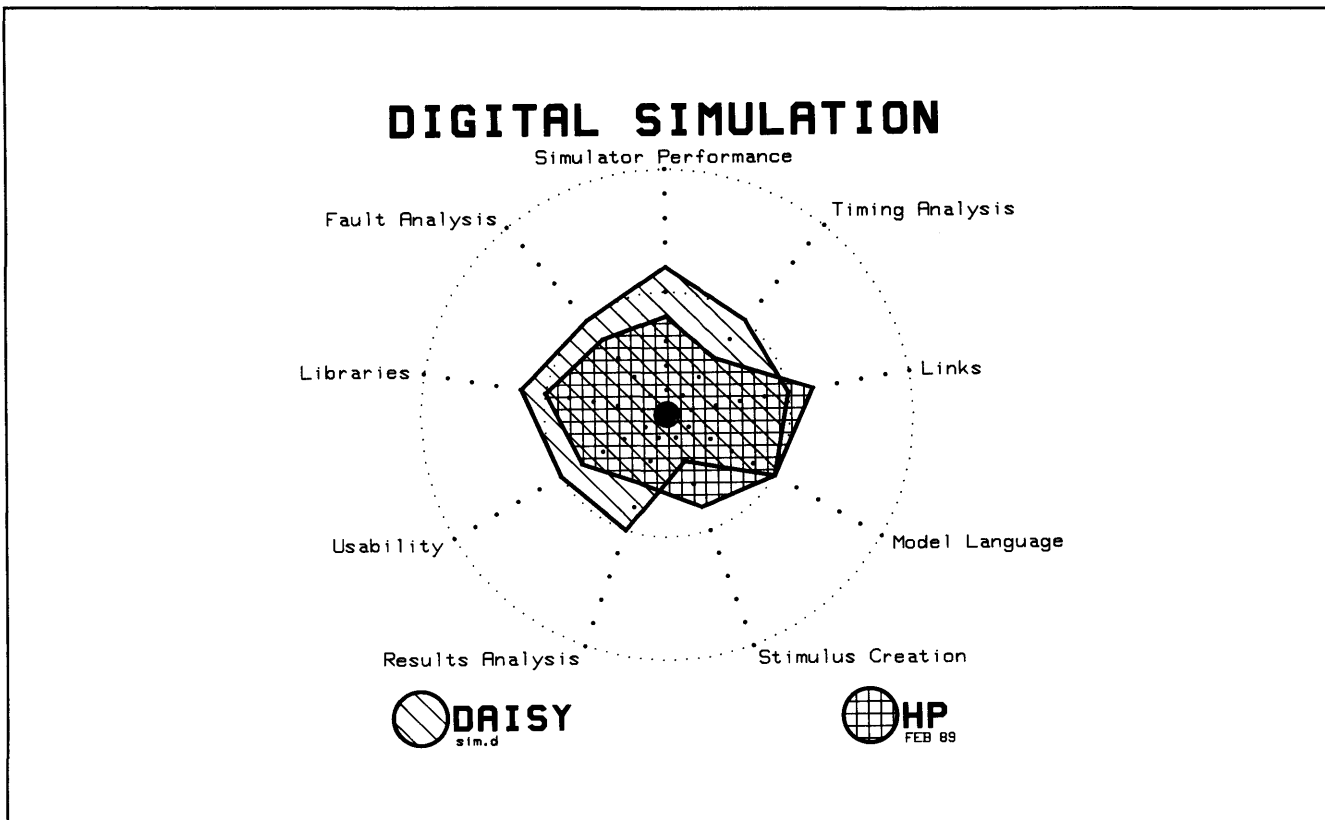 DIGITAL SIMULATION
Simulator Performance
Fault Analysis
Timing Analysis
Libraries
Links
Usability
Model Language
Results Analysis
Stimulus Creation
DAISY
sim.d
HP
FEB 89